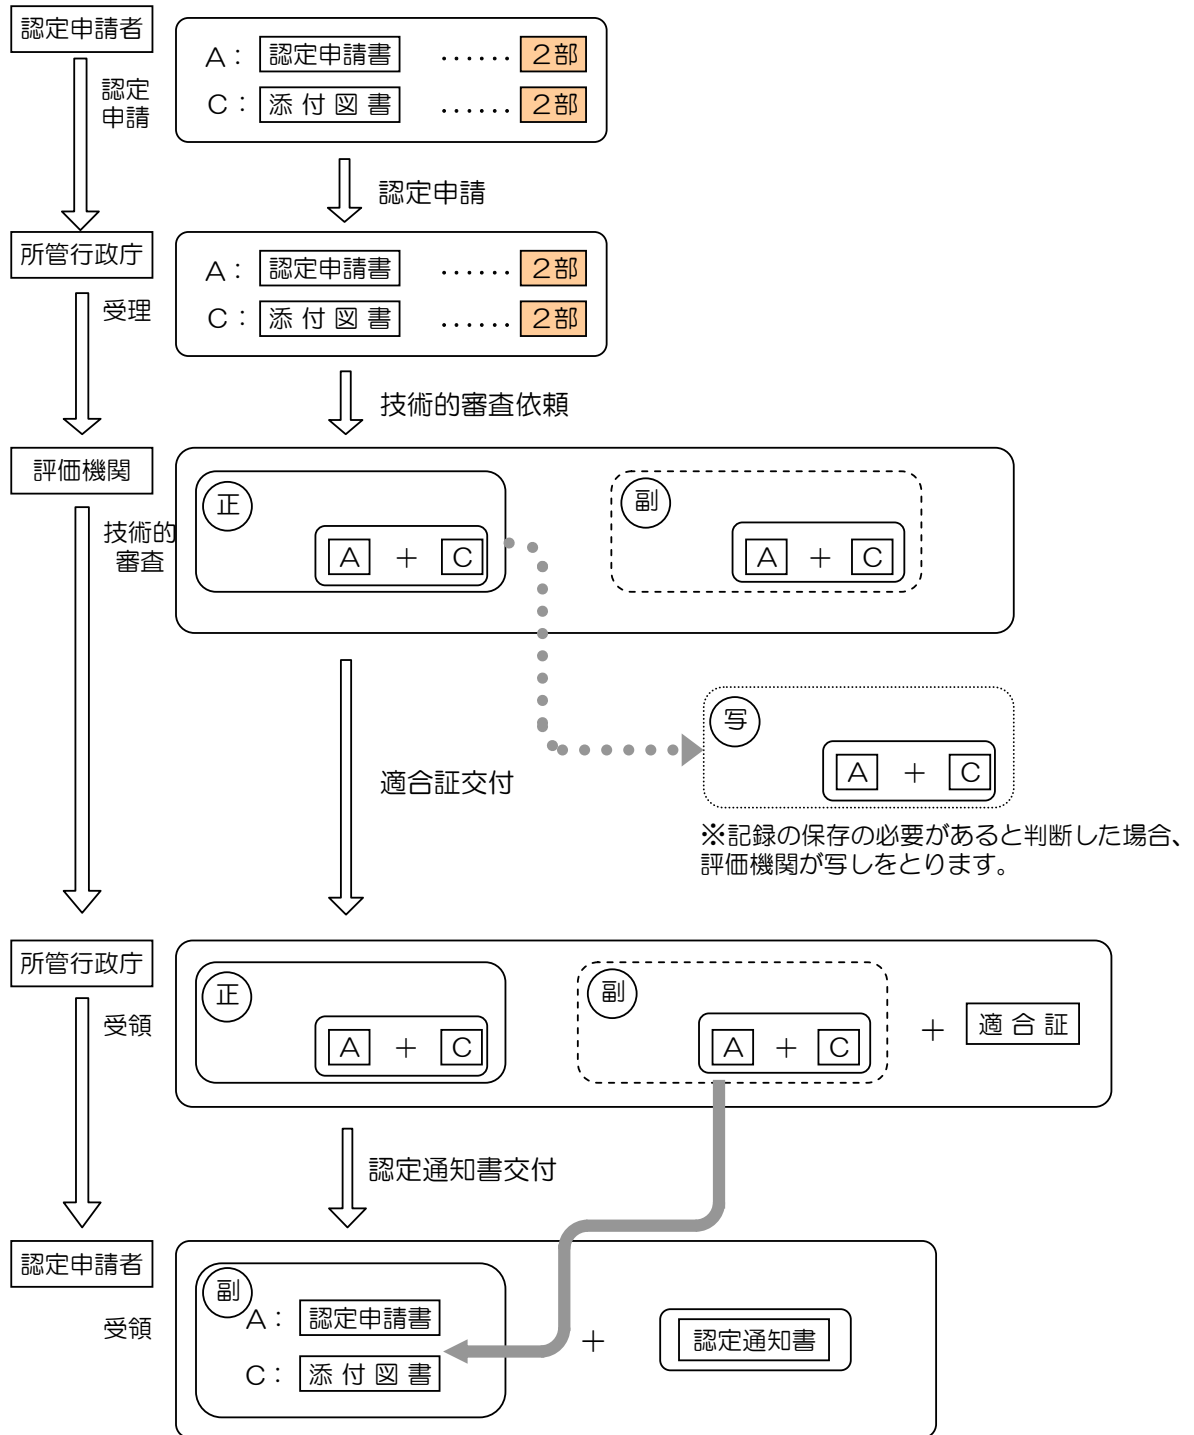 認定申請者
認定
申請
A： 認定申請書 …… 2部
C： 添付図書 …… 2部
認定申請
所管行政庁
受理
A： 認定申請書 …… 2部
C： 添付図書 …… 2部
技術的審査依頼
評価機関
技術的
審査
正
A ＋ C
副
A ＋ C
写
A ＋ C
※記録の保存の必要があると判断した場合、
評価機関が写しをとります。
適合証交付
所管行政庁
受領
正
A ＋ C
副
A ＋ C
＋ 適合証
認定通知書交付
認定申請者
受領
副
A： 認定申請書
C： 添付図書
＋ 認定通知書